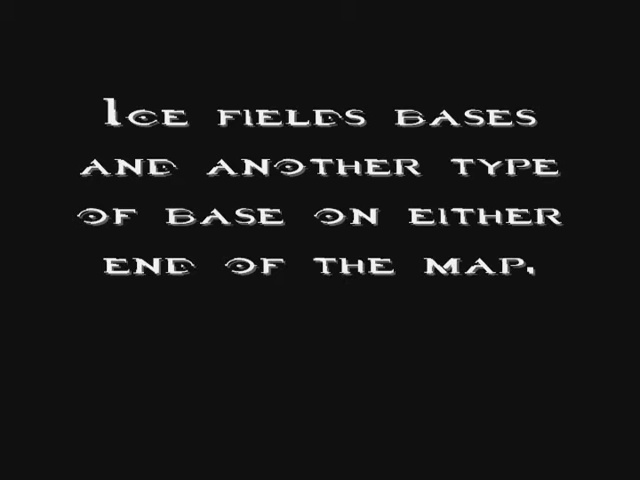 Ice fields bases
and another type
of base on either
end of the map.